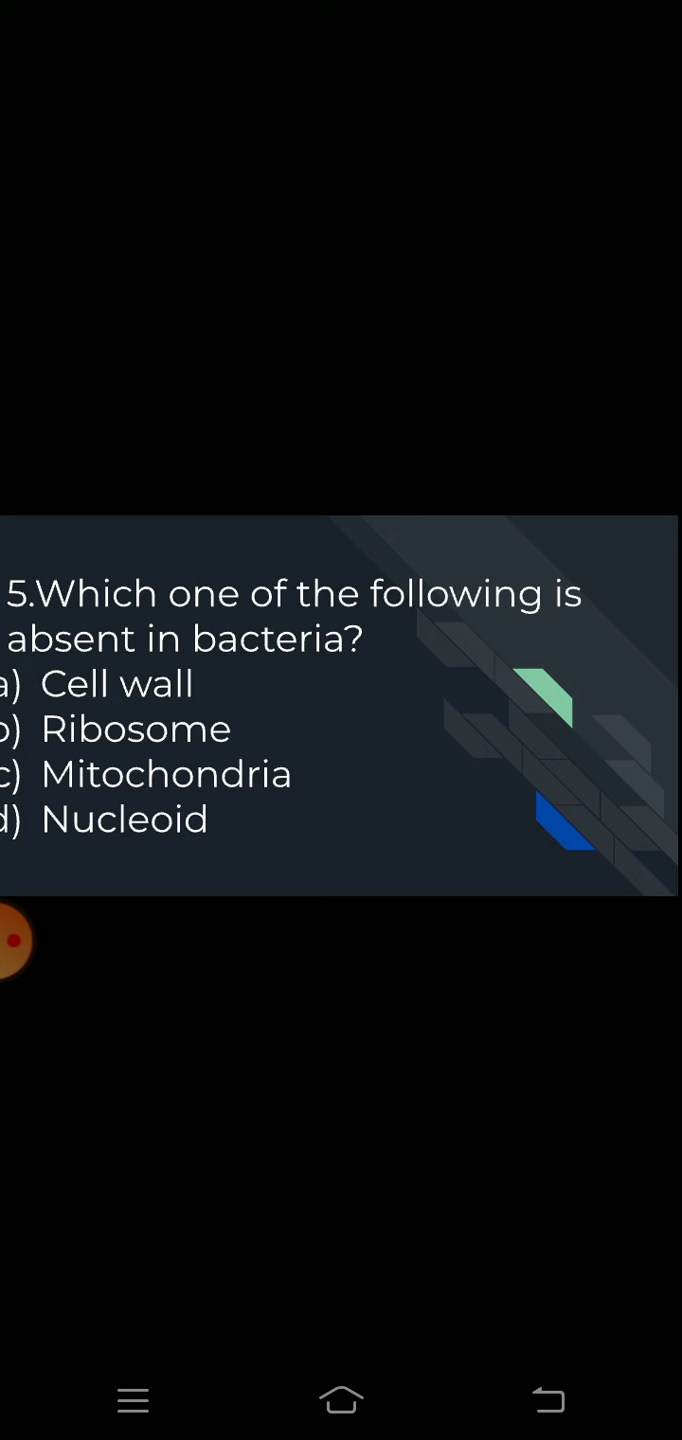 5.Which one of the following is
absent in bacteria?
a) Cell wall
b) Ribosome
c) Mitochondria
d) Nucleoid